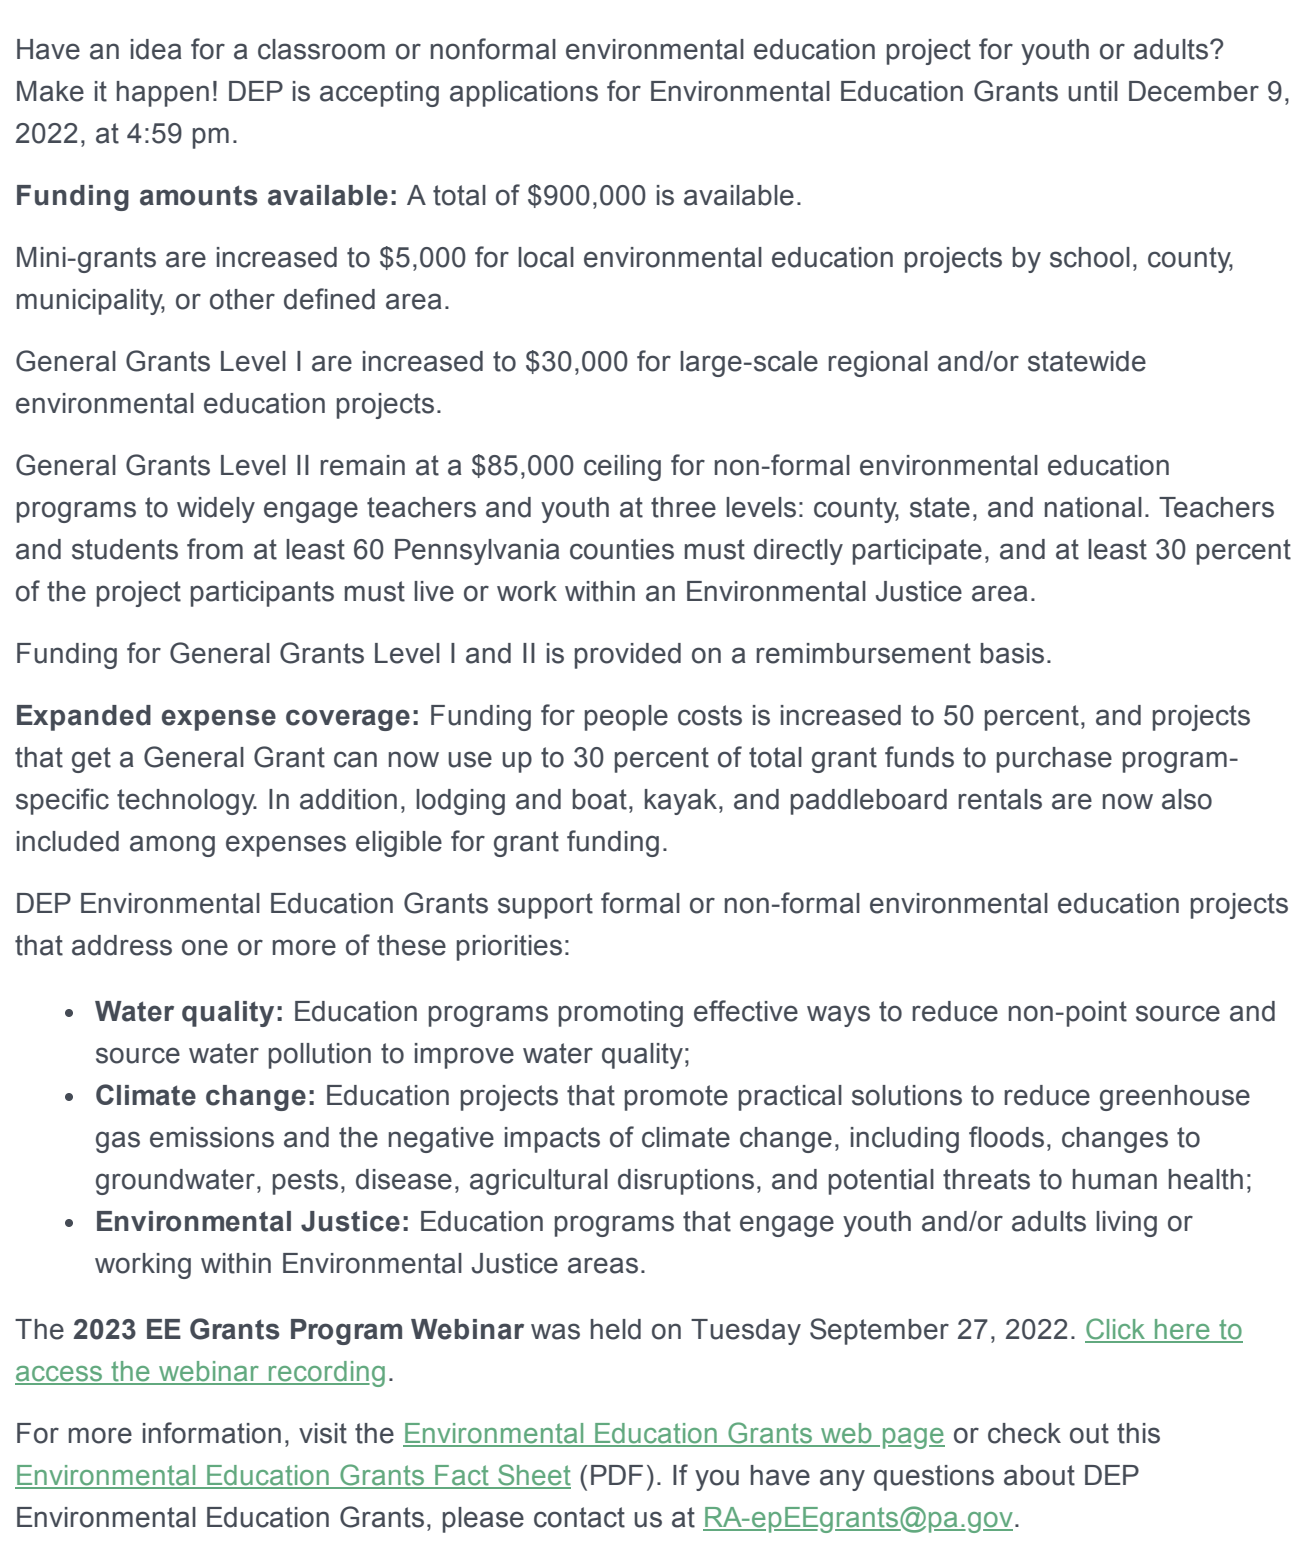 Have an idea for a classroom or nonformal environmental education project for youth or adults?
Make it happen! DEP is accepting applications for Environmental Education Grants until December 9,
2022, at 4:59 pm.
Funding amounts available: A total of $900,000 is available.
Mini-grants are increased to $5,000 for local environmental education projects by school, county,
municipality, or other defined area.
General Grants Level I are increased to $30,000 for large-scale regional and/or statewide
environmental education projects.
General Grants Level II remain at a $85,000 ceiling for non-formal environmental education
programs to widely engage teachers and youth at three levels: county, state, and national. Teachers
and students from at least 60 Pennsylvania counties must directly participate, and at least 30 percent
of the project participants must live or work within an Environmental Justice area.
Funding for General Grants Level I and II is provided on a remimbursement basis.
Expanded expense coverage: Funding for people costs is increased to 50 percent, and projects
that get a General Grant can now use up to 30 percent of total grant funds to purchase program-
specific technology. In addition, lodging and boat, kayak, and paddleboard rentals are now also
included among expenses eligible for grant funding.
DEP Environmental Education Grants support formal or non-formal environmental education projects
that address one or more of these priorities:
• Water quality: Education programs promoting effective ways to reduce non-point source and
source water pollution to improve water quality;
• Climate change: Education projects that promote practical solutions to reduce greenhouse
gas emissions and the negative impacts of climate change, including floods, changes to
groundwater, pests, disease, agricultural disruptions, and potential threats to human health;
• Environmental Justice: Education programs that engage youth and/or adults living or
working within Environmental Justice areas.
The 2023 EE Grants Program Webinar was held on Tuesday September 27, 2022. Click here to
access the webinar recording.
For more information, visit the Environmental Education Grants web page or check out this
Environmental Education Grants Fact Sheet (PDF). If you have any questions about DEP
Environmental Education Grants, please contact us at RA-epEEgrants@pa.gov.